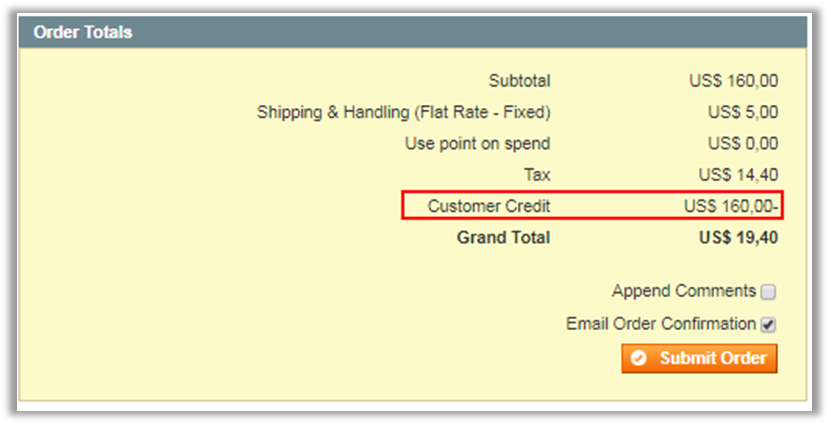 Order Totals
Subtotal US$ 160,00
Shipping & Handling (Flat Rate - Fixed) US$ 5,00
Use point on spend US$ 0,00
Tax US$ 14,40
Customer Credit US$ 160,00-
Grand Total US$ 19,40
Append Comments
Email Order Confirmation
Submit Order